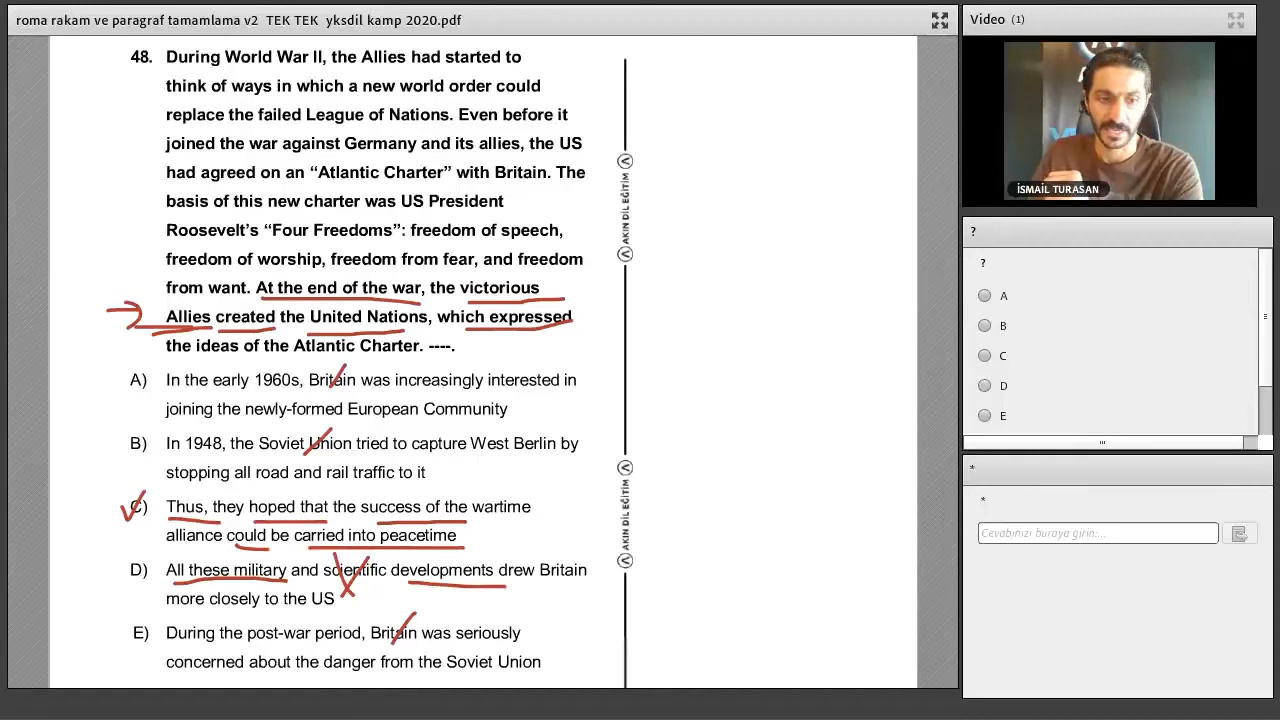 roma rakam ve paragraf tamamlama v2 TEK TEK yksdil kamp 2020.pdf
48. During World War II, the Allies had started to
think of ways in which a new world order could
replace the failed League of Nations. Even before it
joined the war against Germany and its allies, the US
had agreed on an “Atlantic Charter” with Britain. The
basis of this new charter was US President
Roosevelt’s “Four Freedoms”: freedom of speech,
freedom of worship, freedom from fear, and freedom
from want. At the end of the war, the victorious
Allies created the United Nations, which expressed
the ideas of the Atlantic Charter. ----.
A) In the early 1960s, Britain was increasingly interested in
joining the newly-formed European Community
B) In 1948, the Soviet Union tried to capture West Berlin by
stopping all road and rail traffic to it
C) Thus, they hoped that the success of the wartime
alliance could be carried into peacetime
D) All these military and scientific developments drew Britain
more closely to the US
E) During the post-war period, Britain was seriously
concerned about the danger from the Soviet Union
AKIN DİL EĞİTİM
AKIN DİL EĞİTİM
Video (1)
İSMAİL TURASAN
?
?
A
B
C
D
E
*
*
Cevabınızı buraya girin:...